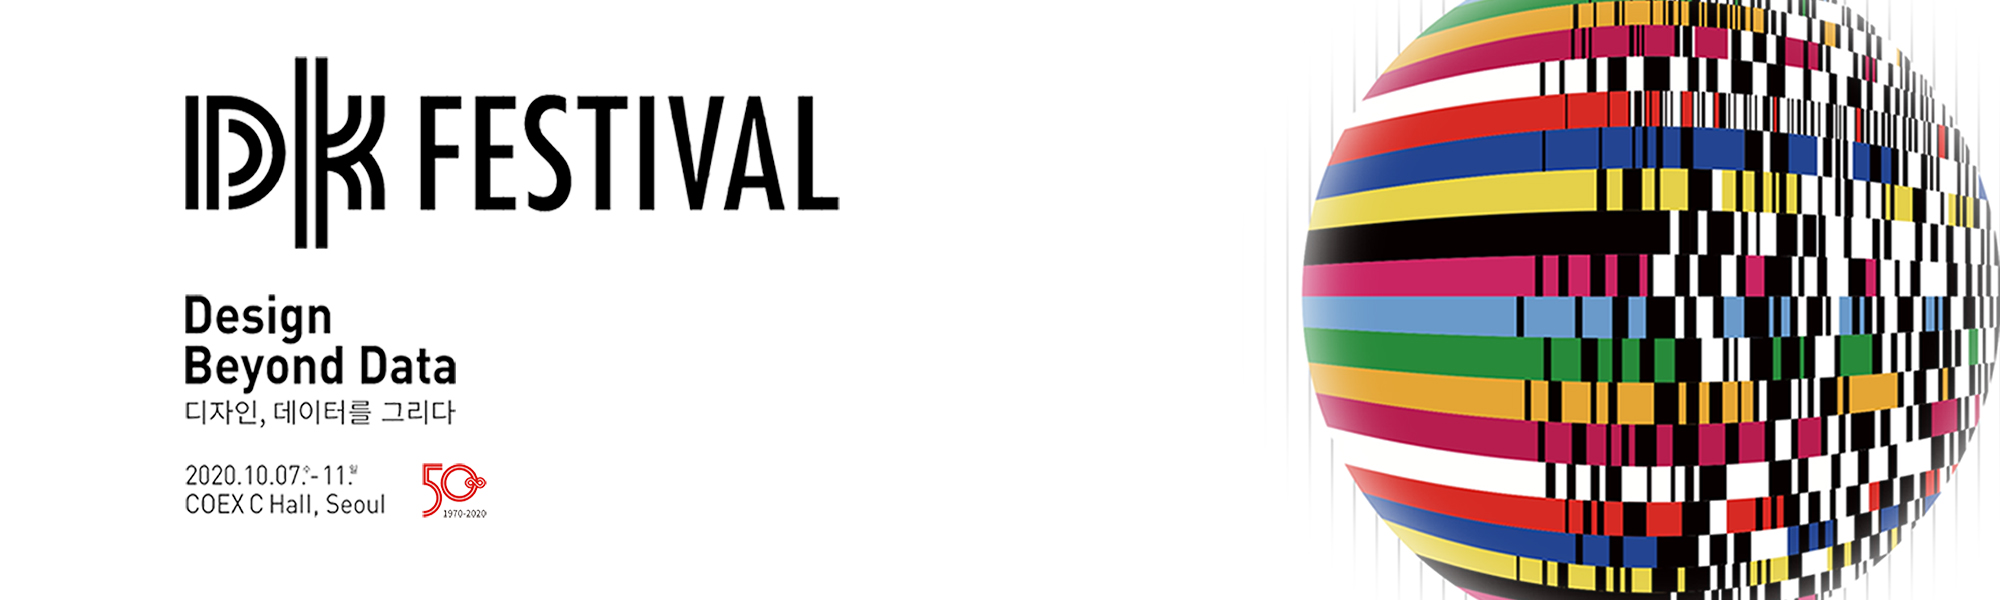 DK FESTIVAL
Design
Beyond Data
디자인, 데이터를 그리다
2020.10.07.수-11.일
COEX C Hall, Seoul
50
1970-2020